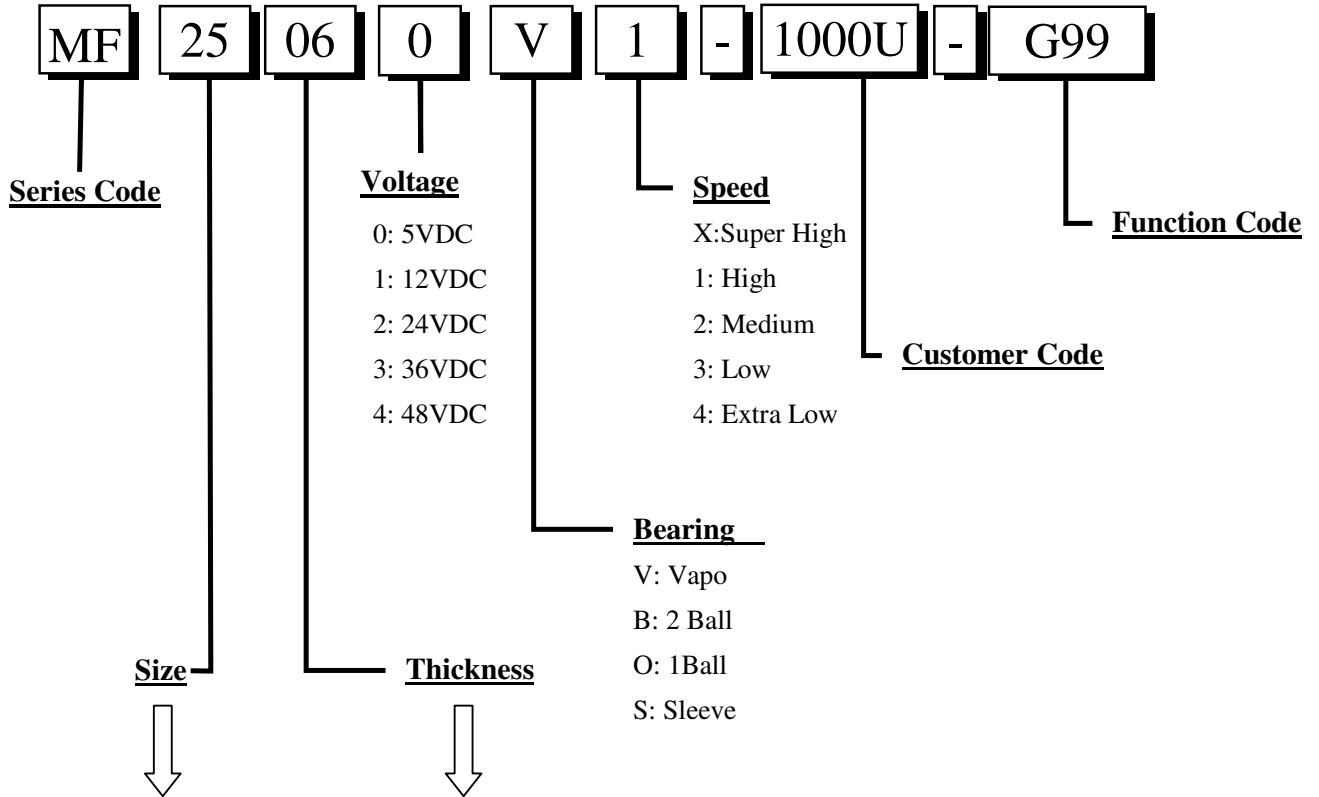 MF 25 06 0 V 1 - 1000U - G99
Series Code
Voltage
0: 5VDC
1: 12VDC
2: 24VDC
3: 36VDC
4: 48VDC
Speed
X:Super High
1: High
2: Medium
3: Low
4: Extra Low
Function Code
Customer Code
Bearing
V: Vapo
B: 2 Ball
O: 1Ball
S: Sleeve
Size
Thickness